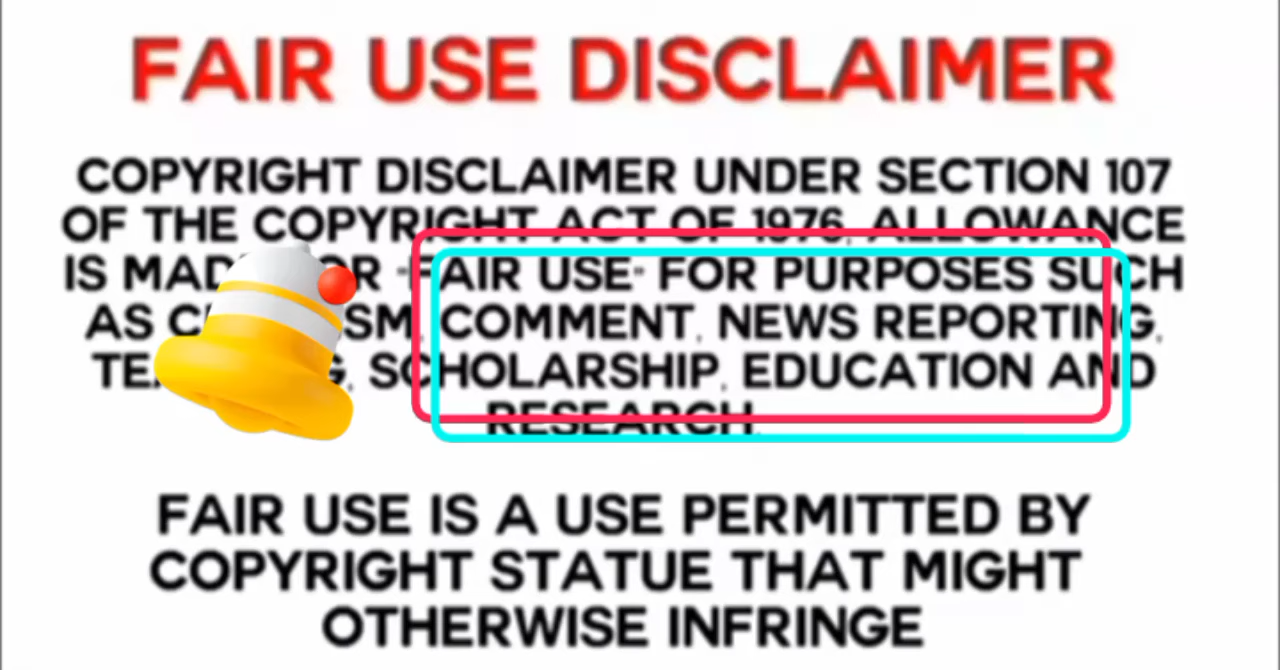 FAIR USE DISCLAIMER
COPYRIGHT DISCLAIMER UNDER SECTION 107
OF THE COPYRIGHT ACT OF 1976, ALLOWANCE
IS "FAIR USE" FOR PURPOSES SUCH
AS COMMENT, NEWS REPORTING,
SCHOLARSHIP, EDUCATION AND
RESEARCH.
FAIR USE IS A USE PERMITTED BY
COPYRIGHT STATUE THAT MIGHT
OTHERWISE INFRINGE